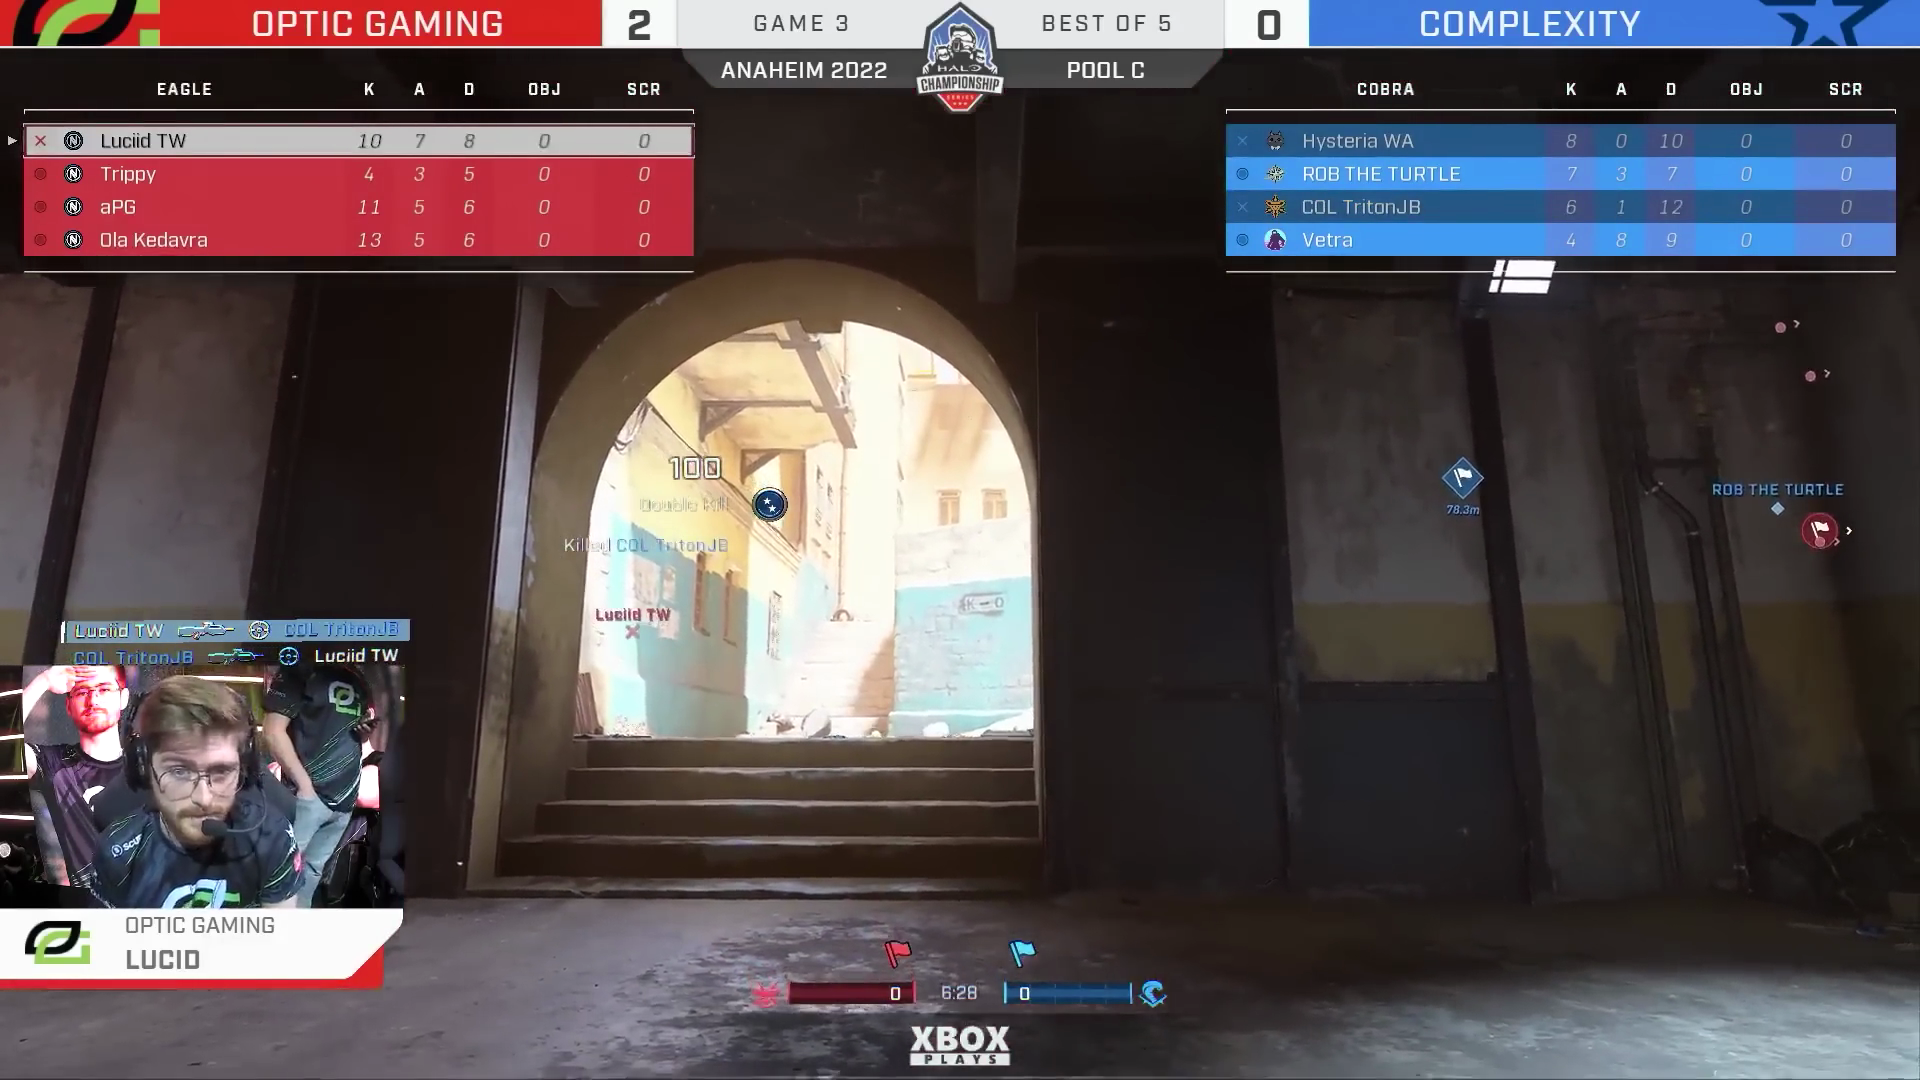 OPTIC GAMING 2 GAME 3 BEST OF 5 0 COMPLEXITY
ANAHEIM 2022 HALO CHAMPIONSHIP SERIES POOL C
EAGLE K A D OBJ SCR
Luciid TW 10 7 8 0 0
Trippy 4 3 5 0 0
aPG 11 5 6 0 0
Ola Kedavra 13 5 6 0 0
COBRA K A D OBJ SCR
Hysteria WA 8 0 10 0 0
ROB THE TURTLE 7 3 7 0 0
COL TritonJB 6 1 12 0 0
Vetra 4 8 9 0 0
100
Double Kill
Killed COL TritonJB
Luciid TW
78.3m
ROB THE TURTLE
Luciid TW COL TritonJB
COL TritonJB Luciid TW
OPTIC GAMING
LUCID
0 6:28 0
XBOX
PLAYS